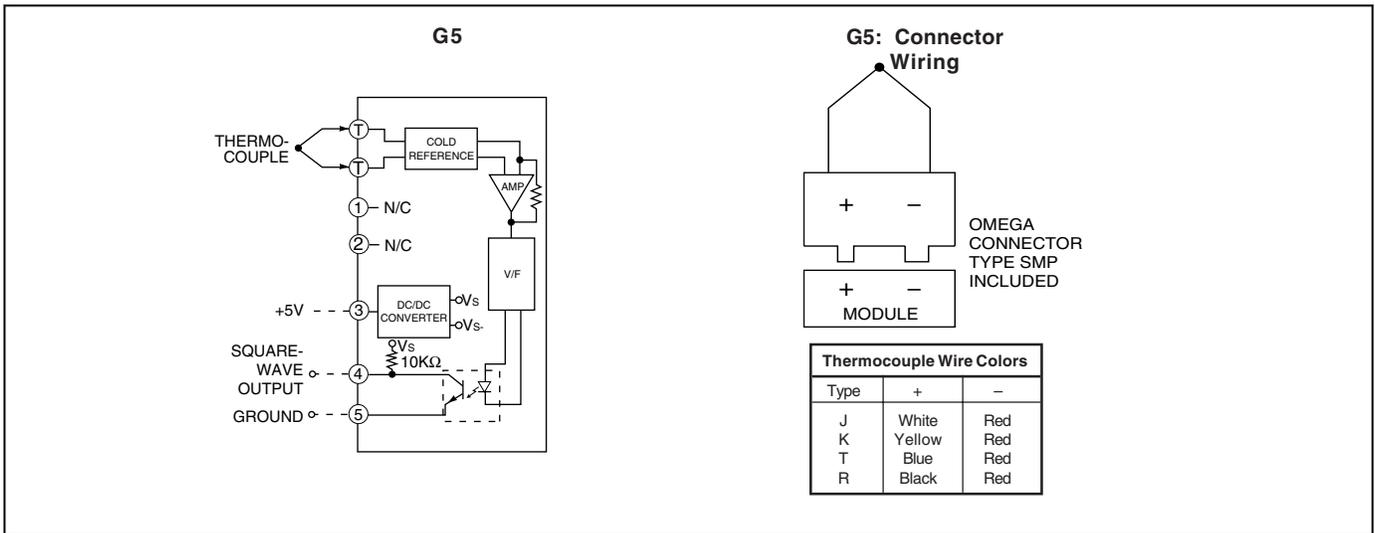 G5
THERMO-
COUPLE
T
T
COLD
REFERENCE
AMP
1 N/C
2 N/C
V/F
+5V
3
DC/DC
CONVERTER
Vs
Vs-
Vs
10KΩ
SQUARE-
WAVE
OUTPUT
4
GROUND
5
G5: Connector
Wiring
+ −
OMEGA
CONNECTOR
TYPE SMP
INCLUDED
+ −
MODULE
Thermocouple Wire Colors
Type + −
J White Red
K Yellow Red
T Blue Red
R Black Red